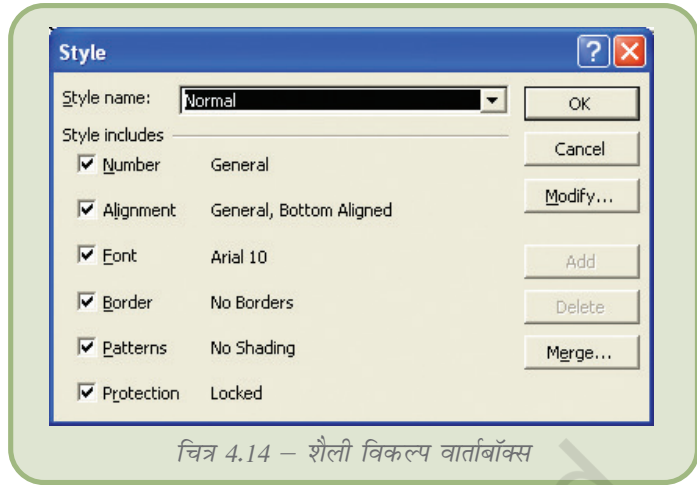 Style
Style name: Normal
OK
Style includes
Cancel
Number General
Modify...
Alignment General, Bottom Aligned
Font Arial 10
Add
Border No Borders
Delete
Patterns No Shading
Merge...
Protection Locked
चित्र 4.14 – शैली विकल्प वार्ताबॉक्स